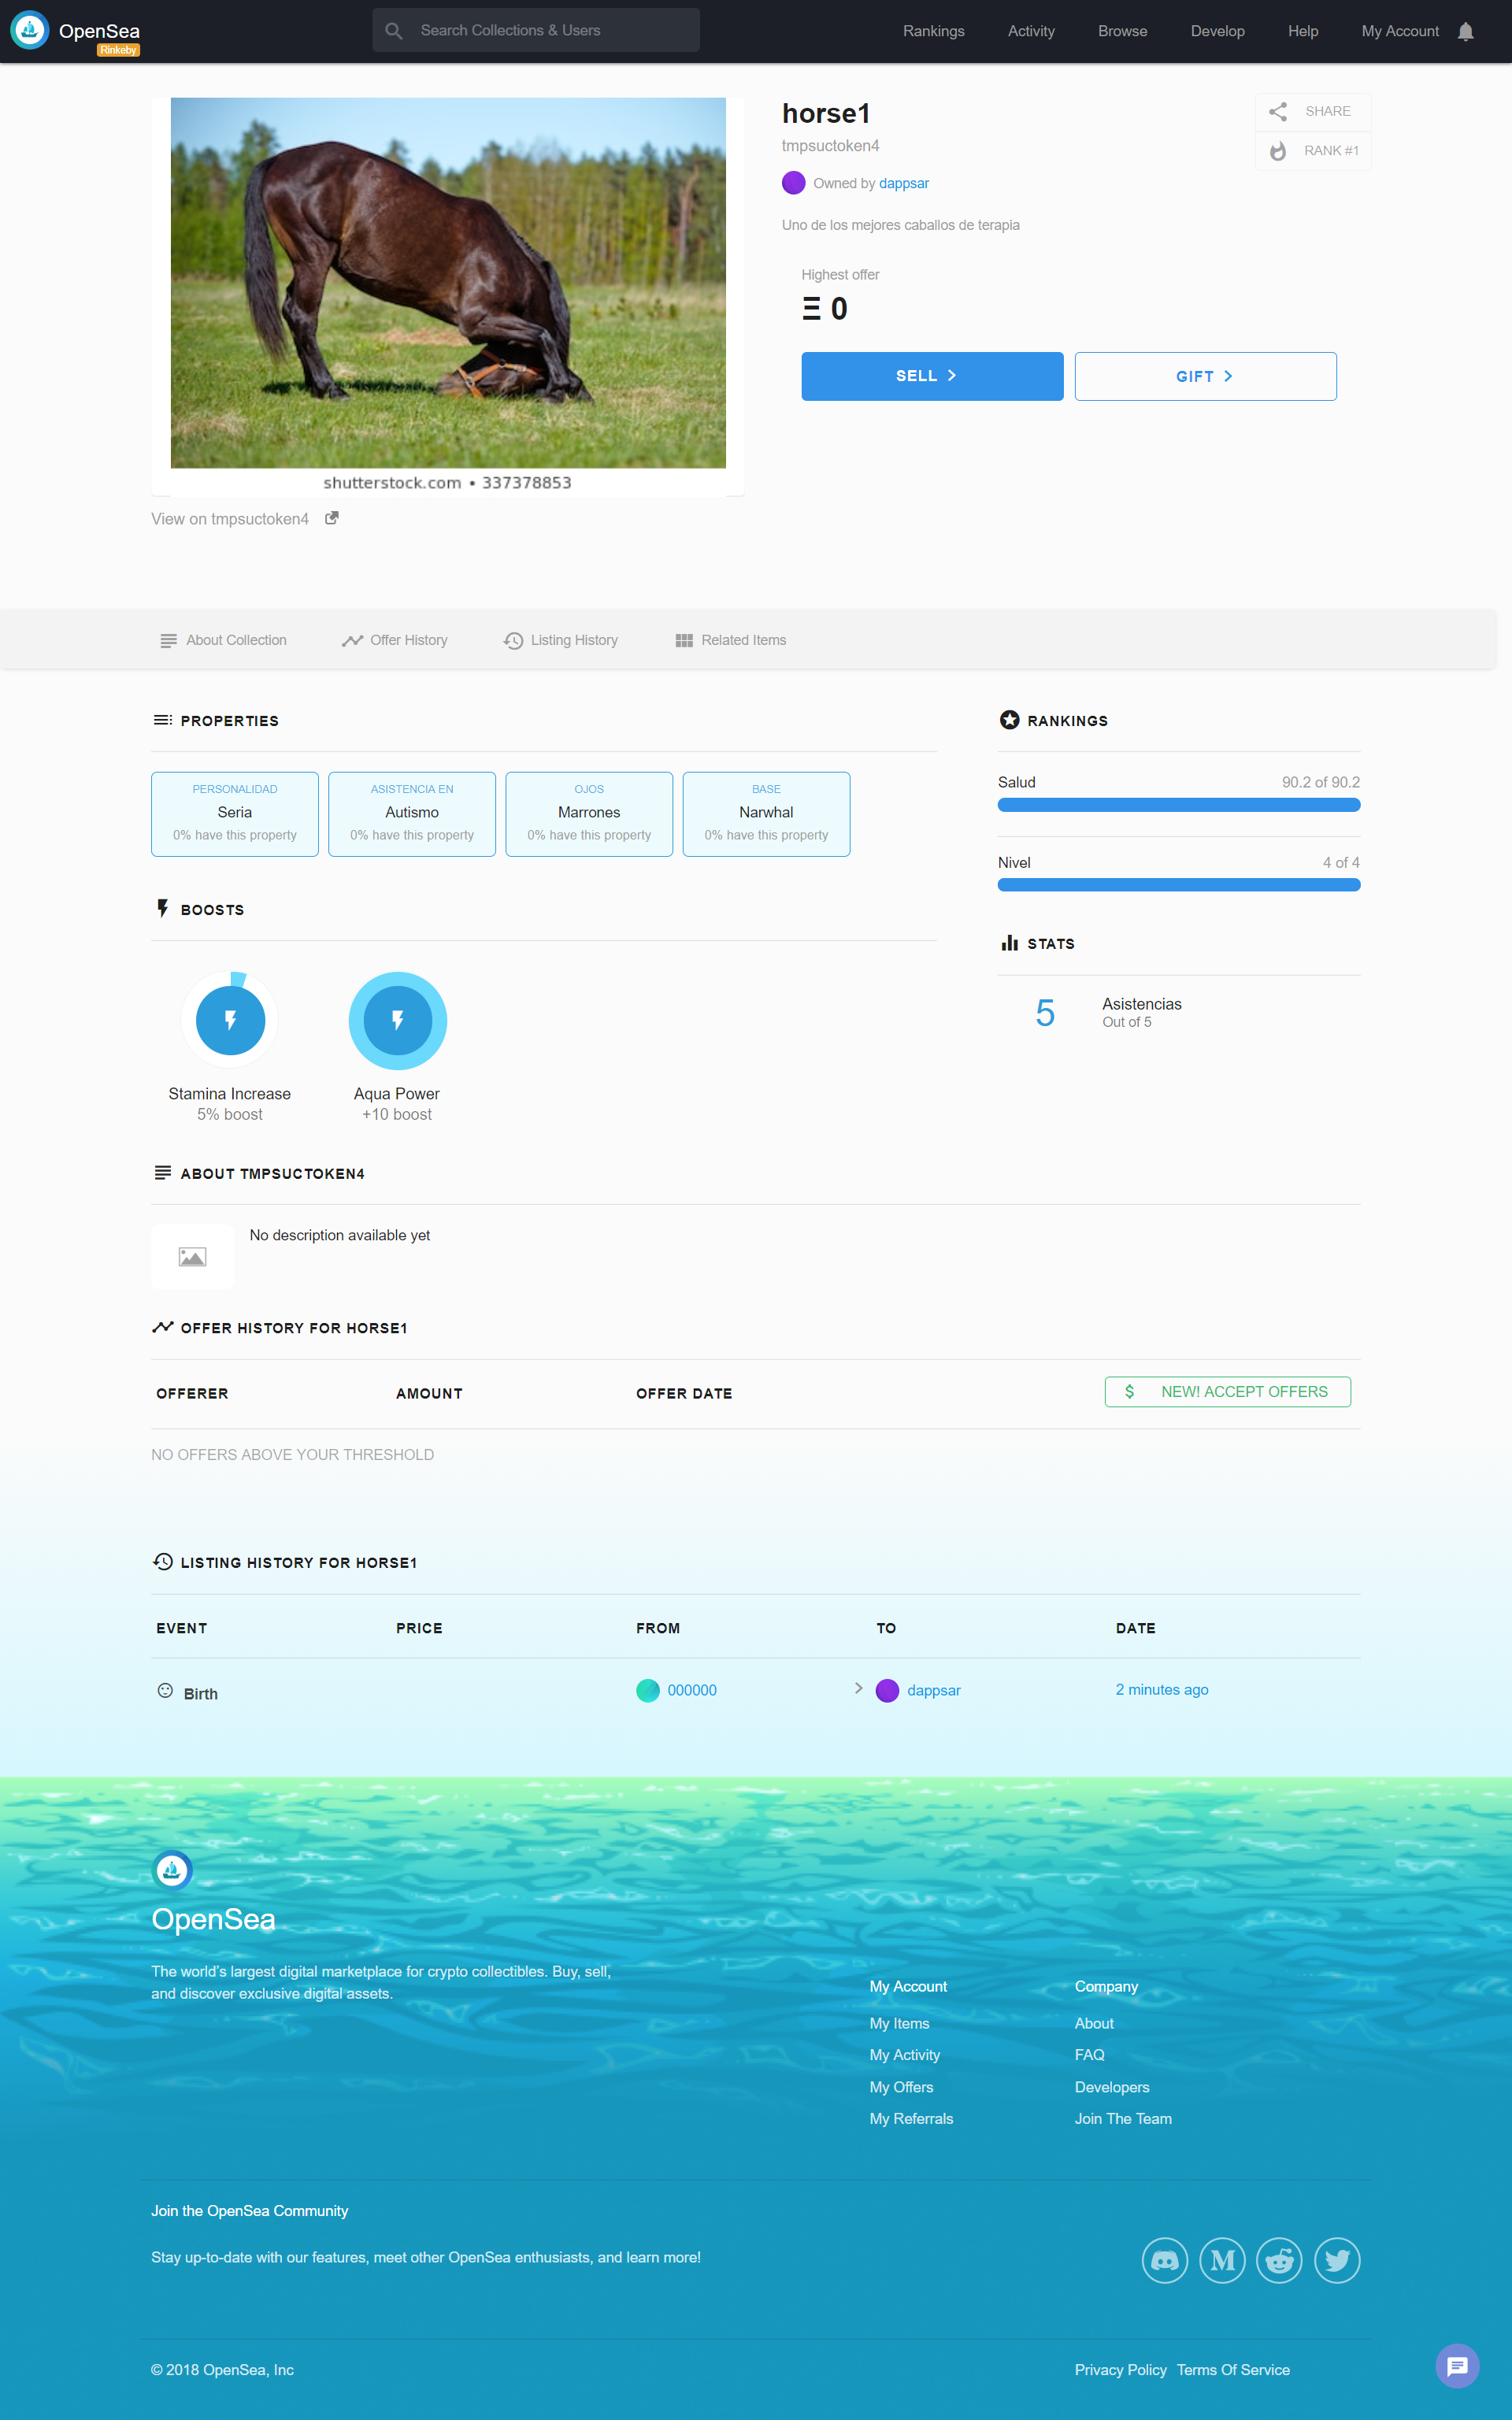 OpenSea
Rinkeby
Search Collections & Users
Rankings
Activity
Browse
Develop
Help
My Account
horse1
tmpsuctoken4
Owned by dappsar
SHARE
RANK #1
Uno de los mejores caballos de terapia
Highest offer
Ξ 0
SELL
GIFT
shutterstock.com • 337378853
View on tmpsuctoken4
About Collection
Offer History
Listing History
Related Items
PROPERTIES
PERSONALIDAD
Seria
0% have this property
ASISTENCIA EN
Autismo
0% have this property
OJOS
Marrones
0% have this property
BASE
Narwhal
0% have this property
RANKINGS
Salud 90.2 of 90.2
Nivel 4 of 4
BOOSTS
Stamina Increase
5% boost
Aqua Power
+10 boost
STATS
5
Asistencias
Out of 5
ABOUT TMPSUCTOKEN4
No description available yet
OFFER HISTORY FOR HORSE1
OFFERER AMOUNT OFFER DATE
$ NEW! ACCEPT OFFERS
NO OFFERS ABOVE YOUR THRESHOLD
LISTING HISTORY FOR HORSE1
EVENT PRICE FROM TO DATE
Birth 000000 dappsar 2 minutes ago
OpenSea
The world's largest digital marketplace for crypto collectibles. Buy, sell,
and discover exclusive digital assets.
My Account
My Items
My Activity
My Offers
My Referrals
Company
About
FAQ
Developers
Join The Team
Join the OpenSea Community
Stay up-to-date with our features, meet other OpenSea enthusiasts, and learn more!
M
© 2018 OpenSea, Inc
Privacy Policy Terms Of Service